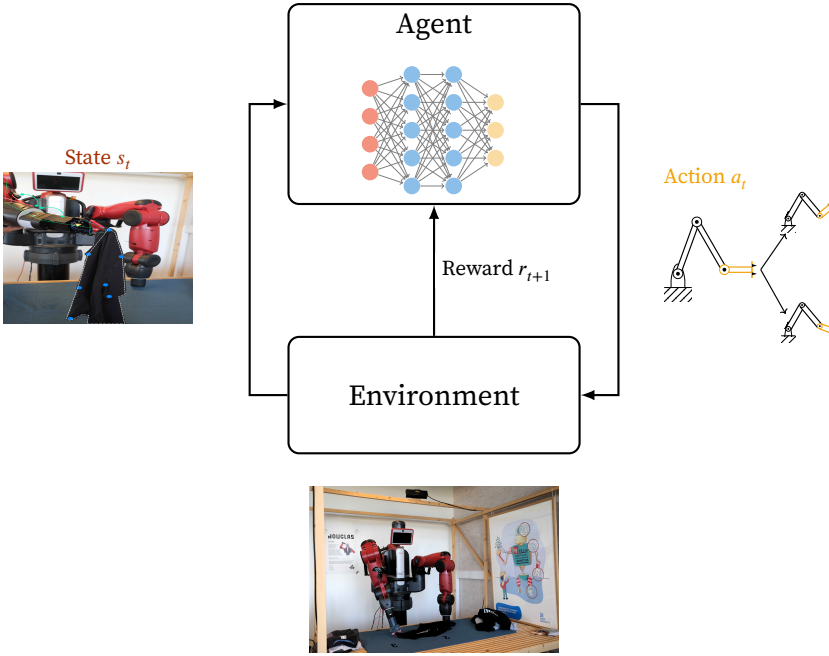 Agent
State s_t
Action a_t
Reward r_{t+1}
Environment
DOUGLAS